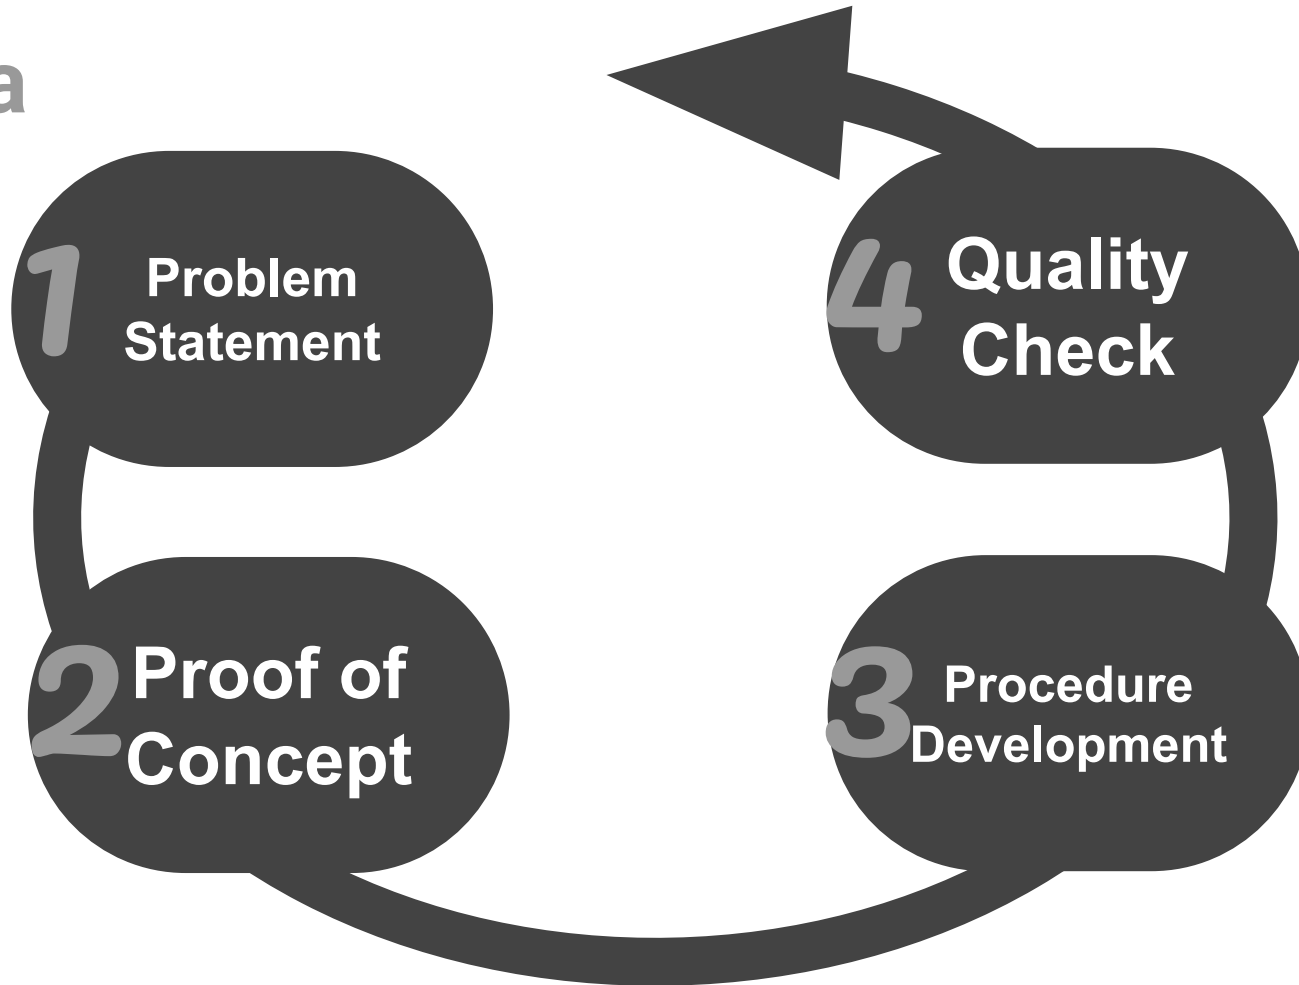 a
1
Problem
Statement
4
Quality
Check
2
Proof of
Concept
3
Procedure
Development